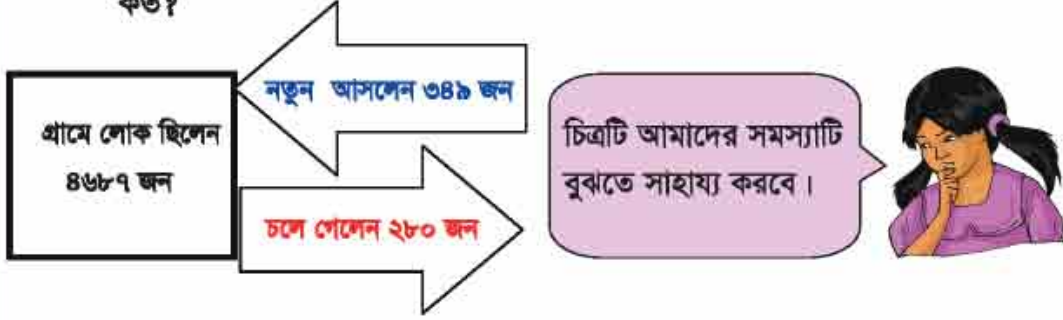 কত?
নতুন আসলেন ৩৪৯ জন
গ্রামে লোক ছিলেন
৪৬৮৭ জন
চলে গেলেন ২৮০ জন
চিত্রটি আমাদের সমস্যাটি
বুঝতে সাহায্য করবে।